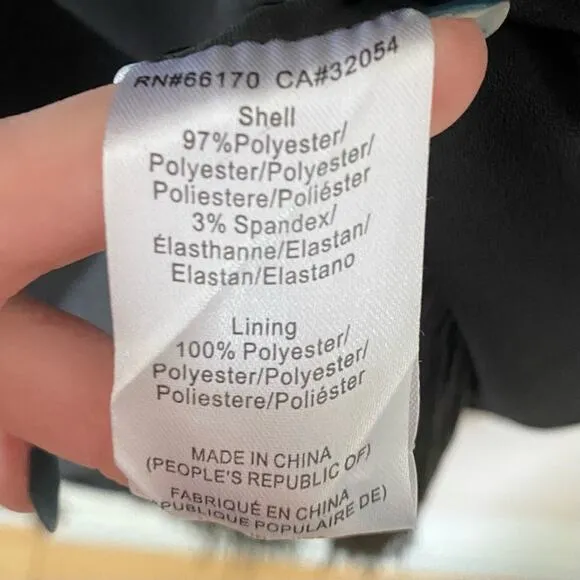 RN#66170 CA#32054
Shell
97%Polyester/
Polyester/Polyester/
Poliestere/Poliéster
3% Spandex/
Élasthanne/Elastan/
Elastan/Elastano
Lining
100% Polyester/
Polyester/Polyester/
Poliestere/Poliéster
MADE IN CHINA
(PEOPLE'S REPUBLIC OF)
FABRIQUÉ EN CHINA
PUBLIQUE POPULAIRE DE)